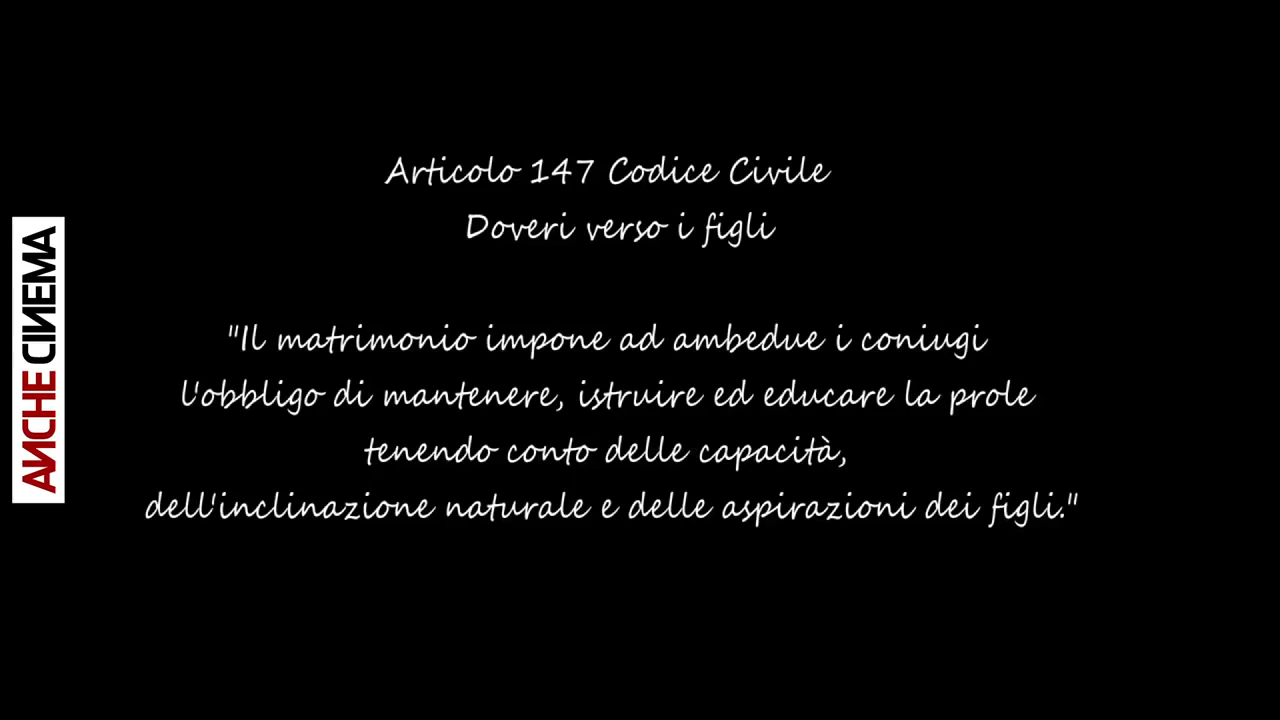 Articolo 147 Codice Civile
Doveri verso i figli
"Il matrimonio impone ad ambedue i coniugi
l'obbligo di mantenere, istruire ed educare la prole
tenendo conto delle capacità,
dell'inclinazione naturale e delle aspirazioni dei figli."
ANCHE CINEMA